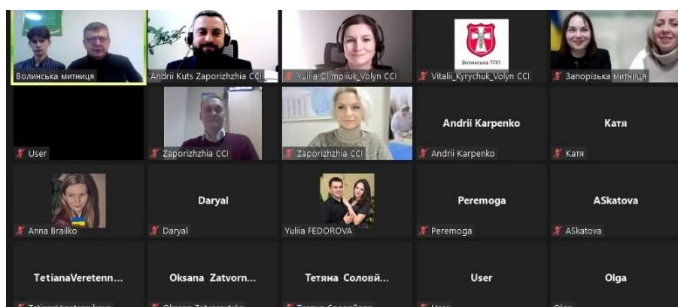 Волинська митниця
Andrii Kuts Zaporizhzhia CCI
Yuliia Olimpiiuk_Volyn CCI
Волинська ТПП
Vitalii_Kyrychuk_Volyn CCI
Запорізька митниця
User
Zaporizhzhia CCI
Zaporizhzhia CCI
Andrii Karpenko
Andrii Karpenko
Катя
Катя
Anna Brailko
Daryal
Daryal
Yuliia FEDOROVA
Peremoga
Peremoga
ASkatova
ASkatova
TetianaVeretenn...
Oksana Zatvorn...
Тетяна Соловй...
User
Olga